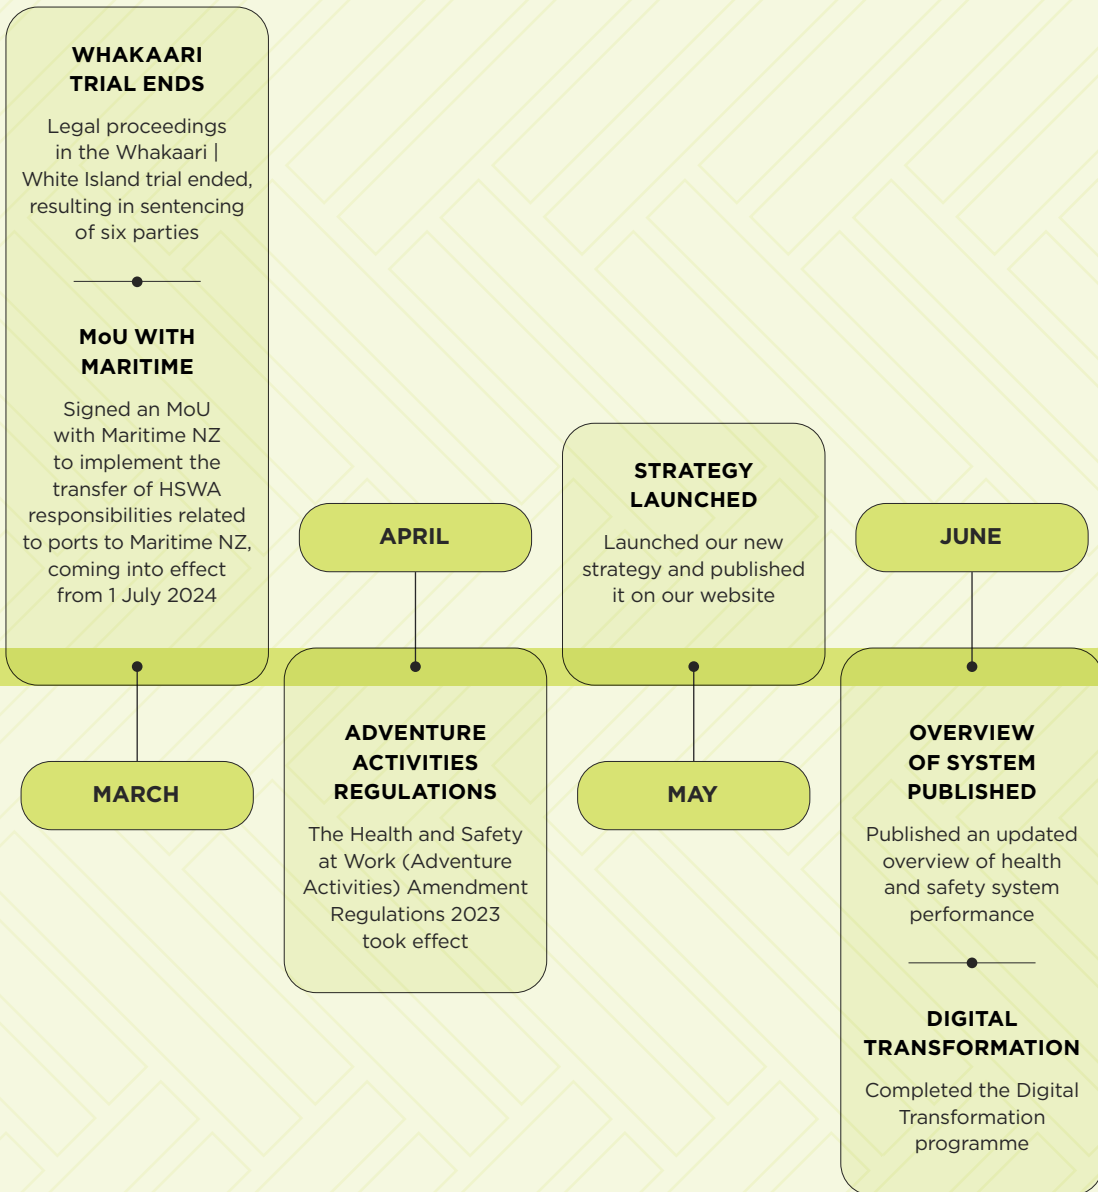 WHAKAARI
TRIAL ENDS
Legal proceedings
in the Whakaari |
White Island trial ended,
resulting in sentencing
of six parties
MoU WITH
MARITIME
Signed an MoU
with Maritime NZ
to implement the
transfer of HSWA
responsibilities related
to ports to Maritime NZ,
coming into effect
from 1 July 2024
MARCH
APRIL
ADVENTURE
ACTIVITIES
REGULATIONS
The Health and Safety
at Work (Adventure
Activities) Amendment
Regulations 2023
took effect
STRATEGY
LAUNCHED
Launched our new
strategy and published
it on our website
MAY
JUNE
OVERVIEW
OF SYSTEM
PUBLISHED
Published an updated
overview of health
and safety system
performance
DIGITAL
TRANSFORMATION
Completed the Digital
Transformation
programme